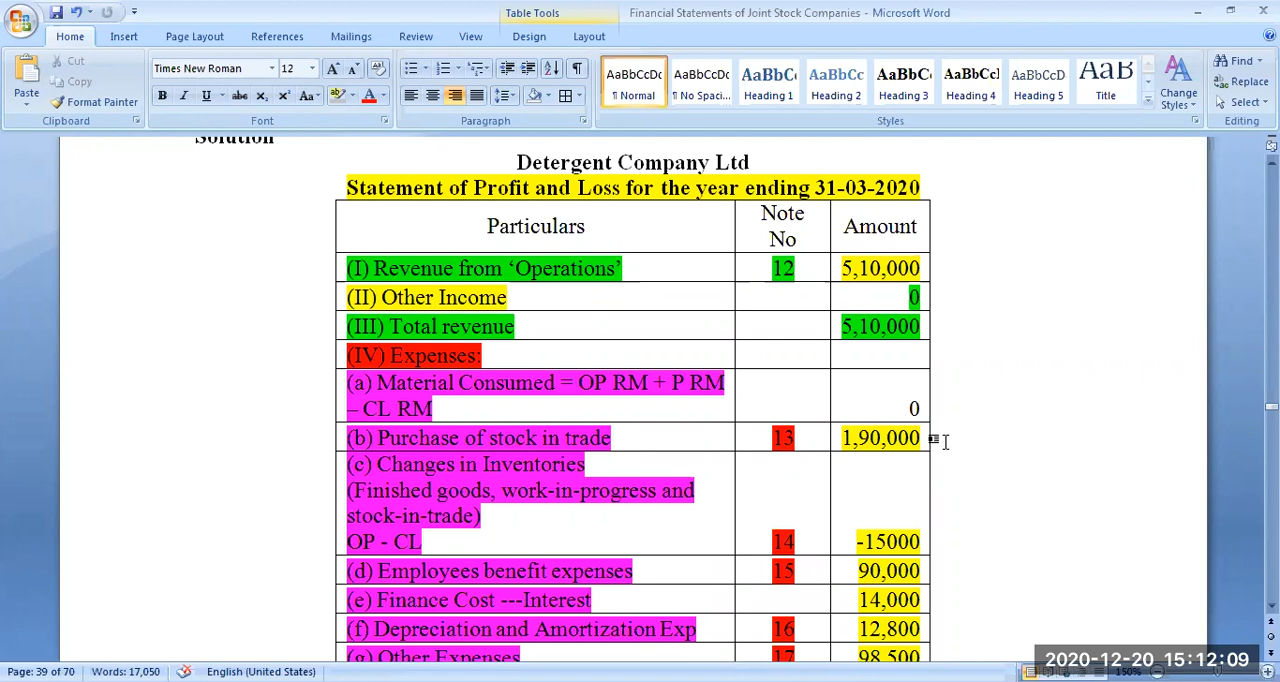 Table Tools
Financial Statements of Joint Stock Companies - Microsoft Word
Home Insert Page Layout References Mailings Review View Design Layout
Paste
Cut
Copy
Format Painter
Clipboard
Times New Roman 12
Font
Paragraph
AaBbCcDc AaBbCcDc AaBbC AaBbCc AaBbCc AaBbCcI AaBbCcD AaB
¶ Normal ¶ No Spaci... Heading 1 Heading 2 Heading 3 Heading 4 Heading 5 Title
Change Styles
Styles
Find
Replace
Select
Editing
Solution
Detergent Company Ltd
Statement of Profit and Loss for the year ending 31-03-2020
Particulars Note No Amount
(I) Revenue from ‘Operations’ 12 5,10,000
(II) Other Income 0
(III) Total revenue 5,10,000
(IV) Expenses:
(a) Material Consumed = OP RM + P RM
– CL RM 0
(b) Purchase of stock in trade 13 1,90,000
(c) Changes in Inventories
(Finished goods, work-in-progress and
stock-in-trade)
OP - CL 14 -15000
(d) Employees benefit expenses 15 90,000
(e) Finance Cost ---Interest 14,000
(f) Depreciation and Amortization Exp 16 12,800
(g) Other Expenses 17 98,500
2020-12-20 15:12:09
Page: 39 of 70 Words: 17,050 English (United States) 150%